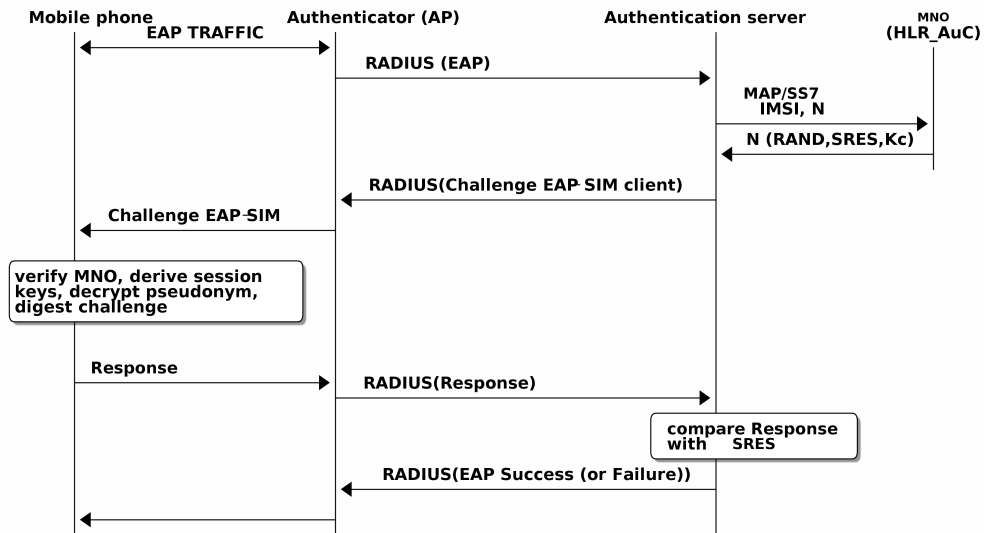 Mobile phone
Authenticator (AP)
Authentication server
MNO
(HLR_AuC)
EAP TRAFFIC
RADIUS (EAP)
MAP/SS7
IMSI, N
N (RAND,SRES,Kc)
RADIUS(Challenge EAP-SIM client)
Challenge EAP-SIM
verify MNO, derive session
keys, decrypt pseudonym,
digest challenge
Response
RADIUS(Response)
compare Response
with SRES
RADIUS(EAP Success (or Failure))